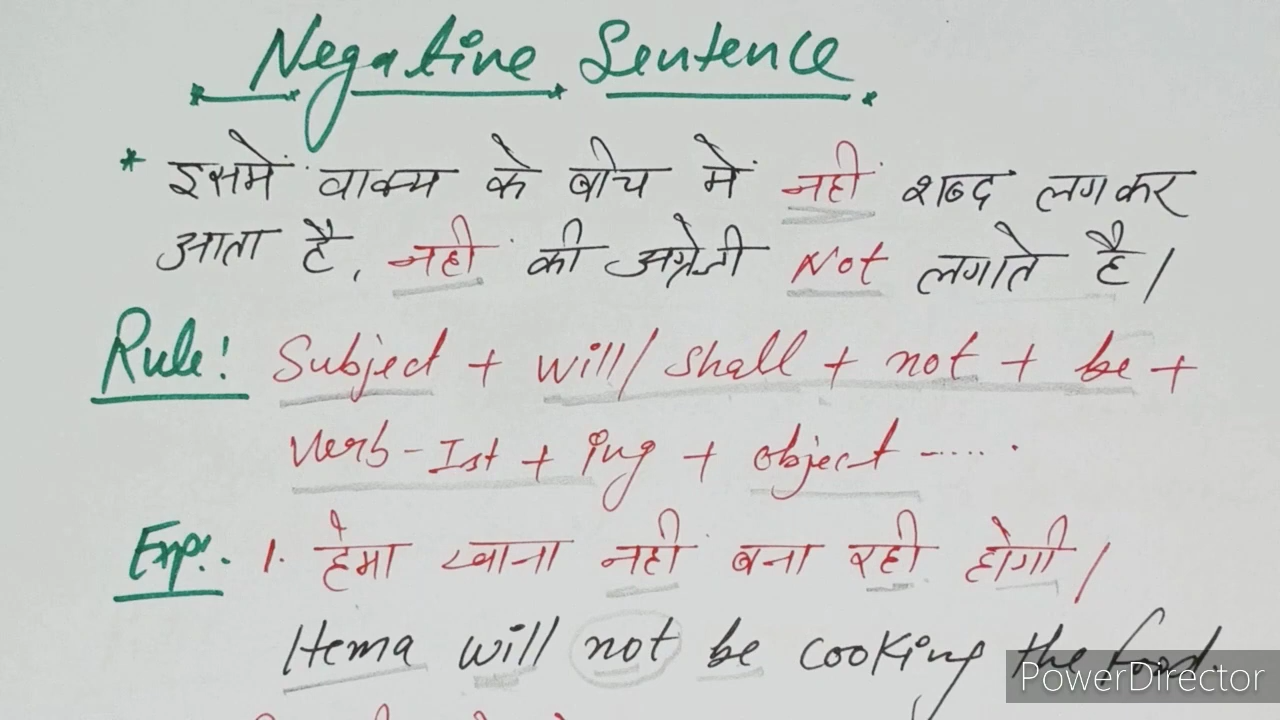 Negative Sentence
* इसमें वाक्य के बीच में नहीं शब्द लगकर
आता है, नहीं की अंग्रेजी Not लगाते है।
Rule! Subject + will/shall + not + be +
Verb-Ist + ing + object -.....
Exp:. 1. हेमा खाना नहीं बना रही होगी।
Hema will not be cooking the food.
PowerDirector